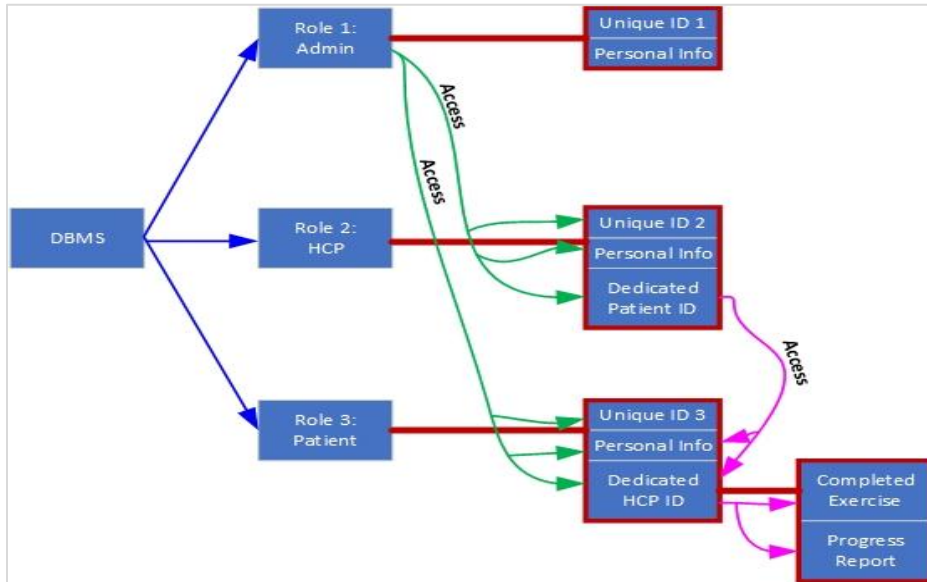 Role 1:
Admin
Unique ID 1
Personal Info
Access
Access
DBMS
Role 2:
HCP
Unique ID 2
Personal Info
Dedicated
Patient ID
Access
Role 3:
Patient
Unique ID 3
Personal Info
Dedicated
HCP ID
Completed
Exercise
Progress
Report